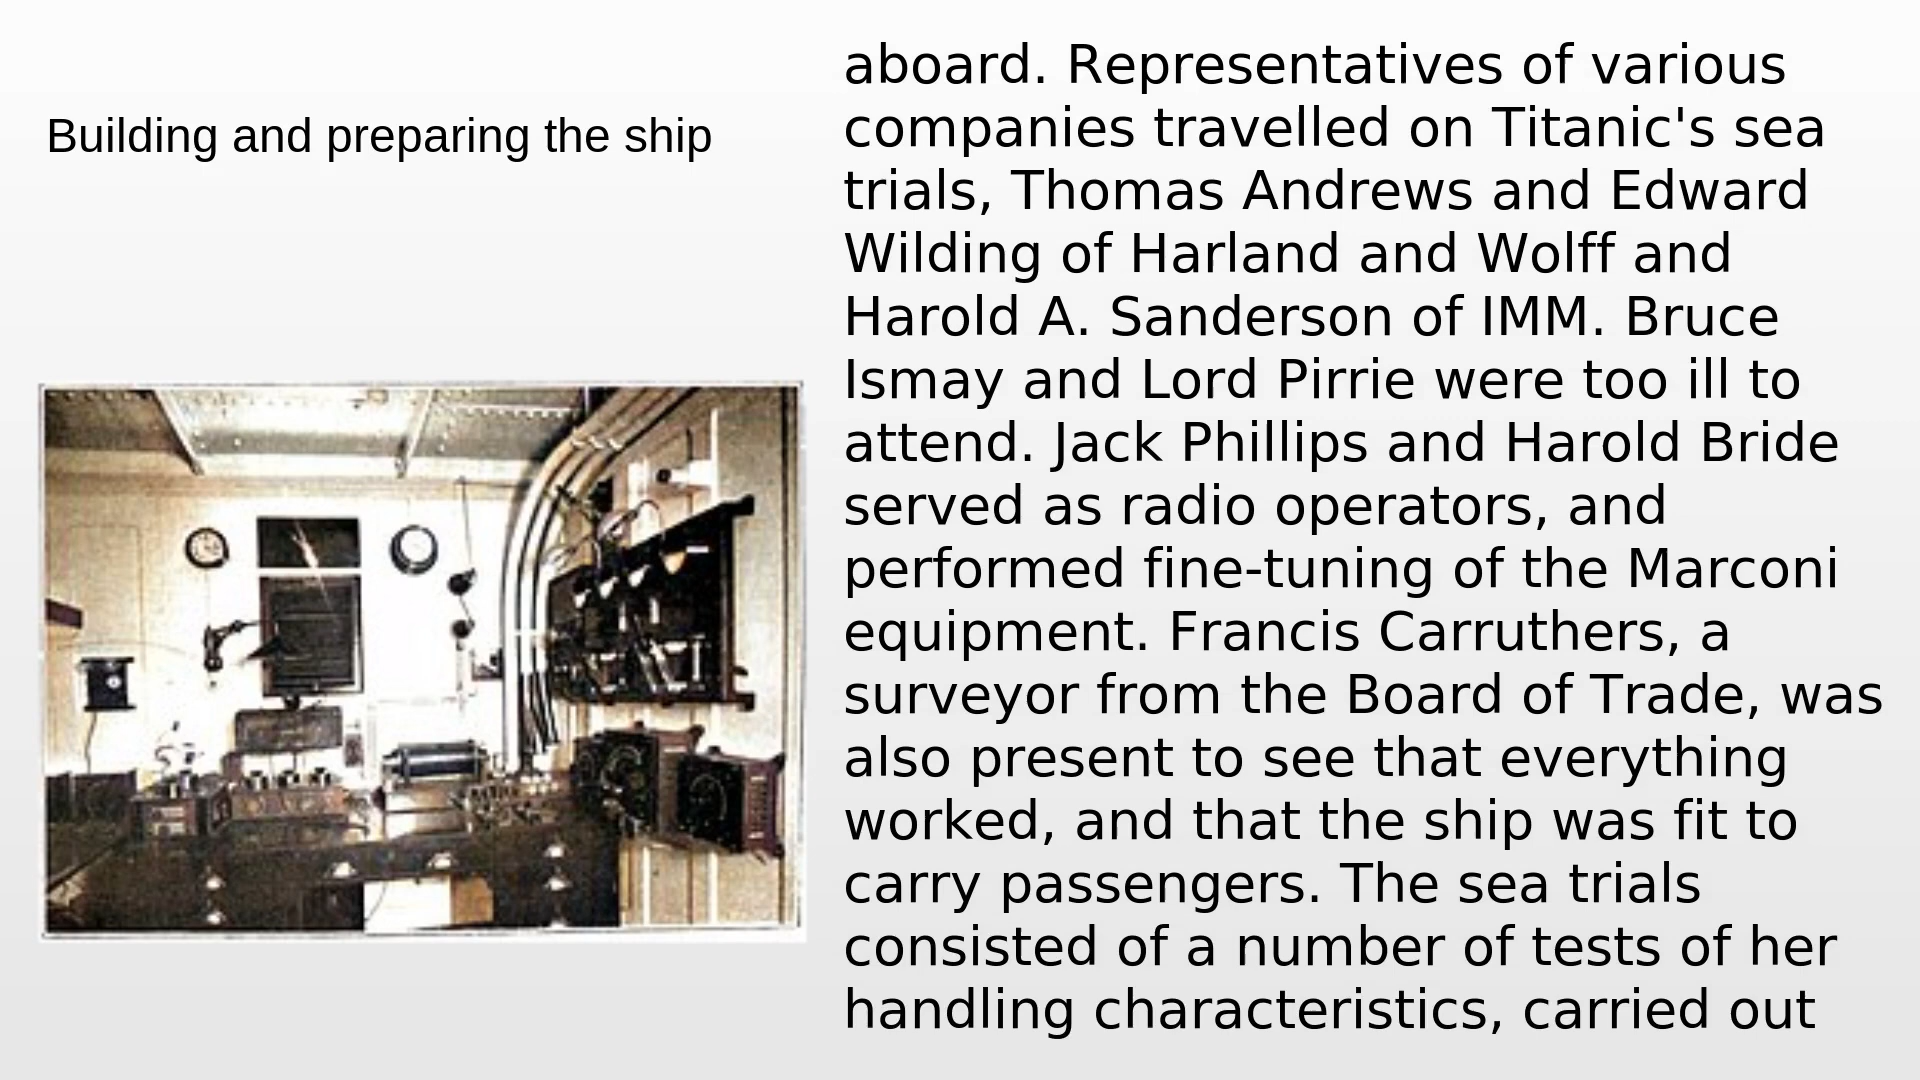 Building and preparing the ship
aboard. Representatives of various
companies travelled on Titanic's sea
trials, Thomas Andrews and Edward
Wilding of Harland and Wolff and
Harold A. Sanderson of IMM. Bruce
Ismay and Lord Pirrie were too ill to
attend. Jack Phillips and Harold Bride
served as radio operators, and
performed fine-tuning of the Marconi
equipment. Francis Carruthers, a
surveyor from the Board of Trade, was
also present to see that everything
worked, and that the ship was fit to
carry passengers. The sea trials
consisted of a number of tests of her
handling characteristics, carried out